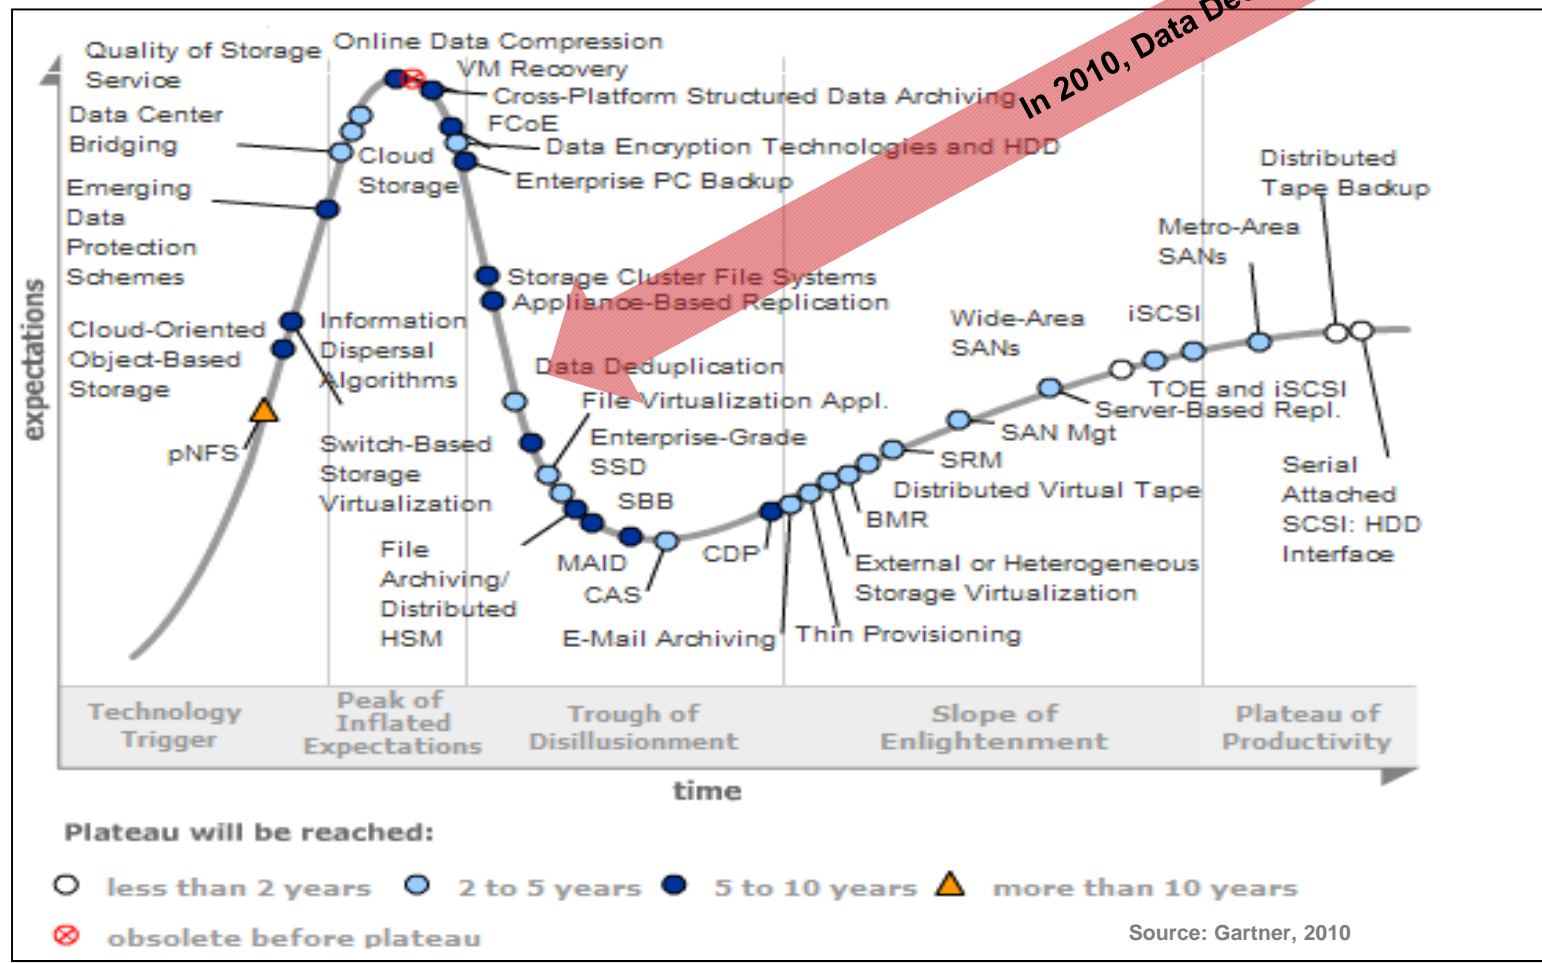 In 2010, Data
Quality of Storage
Service
Online Data Compression
VM Recovery
Cross-Platform Structured Data Archiving
FCoE
Data Encryption Technologies and HDD
Enterprise PC Backup
Data Center
Bridging
Cloud
Storage
Emerging
Data
Protection
Schemes
Distributed
Tape Backup
Metro-Area
SANs
Storage Cluster File Systems
Appliance-Based Replication
Cloud-Oriented
Object-Based
Storage
Information
Dispersal
Algorithms
Wide-Area
SANs
iSCSI
Data Deduplication
File Virtualization Appl.
TOE and iSCSI
Server-Based Repl.
pNFS
Switch-Based
Storage
Virtualization
Enterprise-Grade
SSD
SBB
SAN Mgt
SRM
Distributed Virtual Tape
BMR
Serial
Attached
SCSI: HDD
Interface
File
Archiving/
Distributed
HSM
MAID
CAS
CDP
External or Heterogeneous
Storage Virtualization
E-Mail Archiving
Thin Provisioning
expectations
Technology
Trigger
Peak of
Inflated
Expectations
Trough of
Disillusionment
Slope of
Enlightenment
Plateau of
Productivity
time
Plateau will be reached:
less than 2 years
2 to 5 years
5 to 10 years
more than 10 years
obsolete before plateau
Source: Gartner, 2010